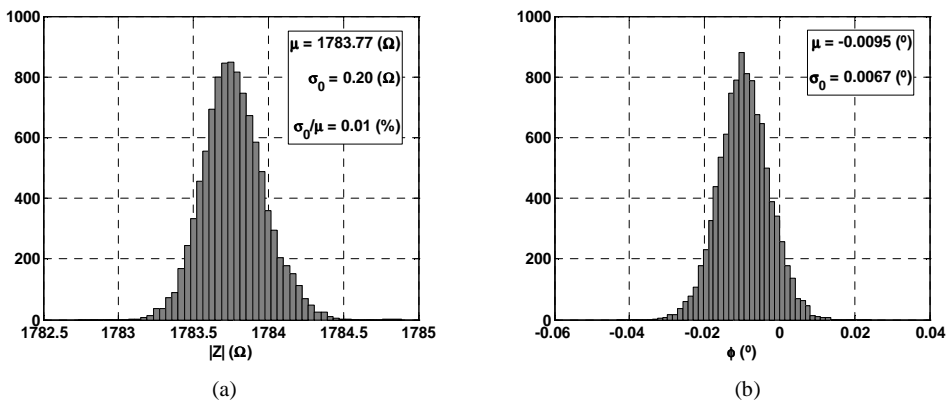 1000
800
600
400
200
0
1782.5 1783 1783.5 1784 1784.5 1785
|Z| (Ω)
μ = 1783.77 (Ω)
σ0 = 0.20 (Ω)
σ0/μ = 0.01 (%)
(a)
1000
800
600
400
200
0
-0.06 -0.04 -0.02 0 0.02 0.04
ϕ (º)
μ = -0.0095 (º)
σ0 = 0.0067 (º)
(b)